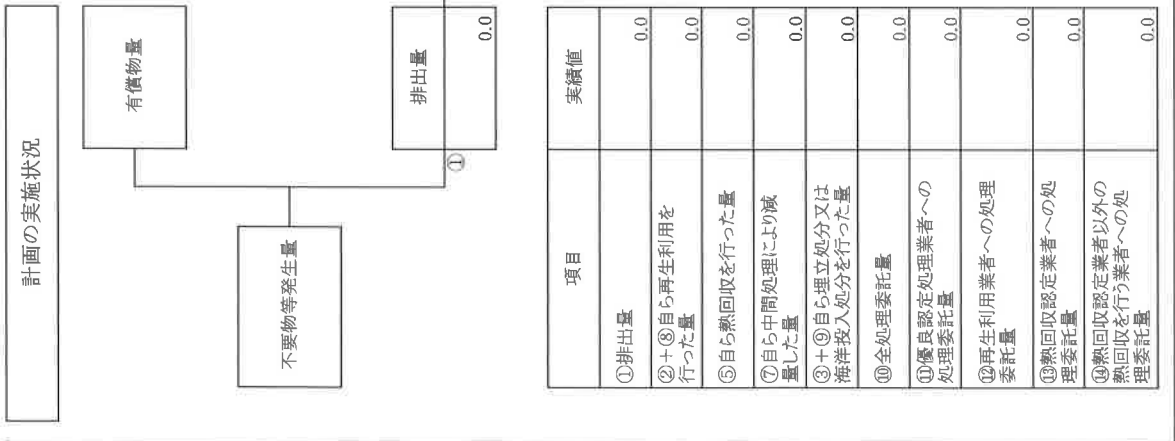 計画の実施状況
有償物量
不要物等発生量
排出量
①
0.0
項目
実績値
①排出量
0.0
②+⑧自ら再生利用を
行った量
0.0
⑤自ら熱回収を行った量
0.0
⑦自ら中間処理により減
量した量
0.0
③+⑨自ら埋立処分又は
海洋投入処分を行った量
0.0
⑩全処理委託量
0.0
⑪優良認定処理業者への
処理委託量
0.0
⑫再生利用業者への処理
委託量
0.0
⑬熱回収認定業者への処
理委託量
0.0
⑭熱回収認定業者以外の
熱回収を行う業者への処
理委託量
0.0